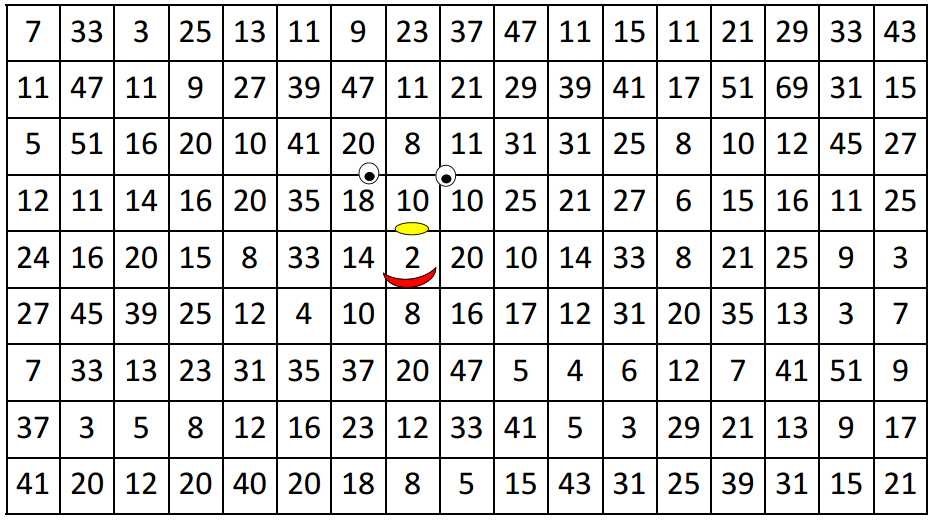 7 33 3 25 13 11 9 23 37 47 11 15 11 21 29 33 43
11 47 11 9 27 39 47 11 21 29 39 41 17 51 69 31 15
5 51 16 20 10 41 20 8 11 31 31 25 8 10 12 45 27
12 11 14 16 20 35 18 10 10 25 21 27 6 15 16 11 25
24 16 20 15 8 33 14 2 20 10 14 33 8 21 25 9 3
27 45 39 25 12 4 10 8 16 17 12 31 20 35 13 3 7
7 33 13 23 31 35 37 20 47 5 4 6 12 7 41 51 9
37 3 5 8 12 16 23 12 33 41 5 3 29 21 13 9 17
41 20 12 20 40 20 18 8 5 15 43 31 25 39 31 15 21